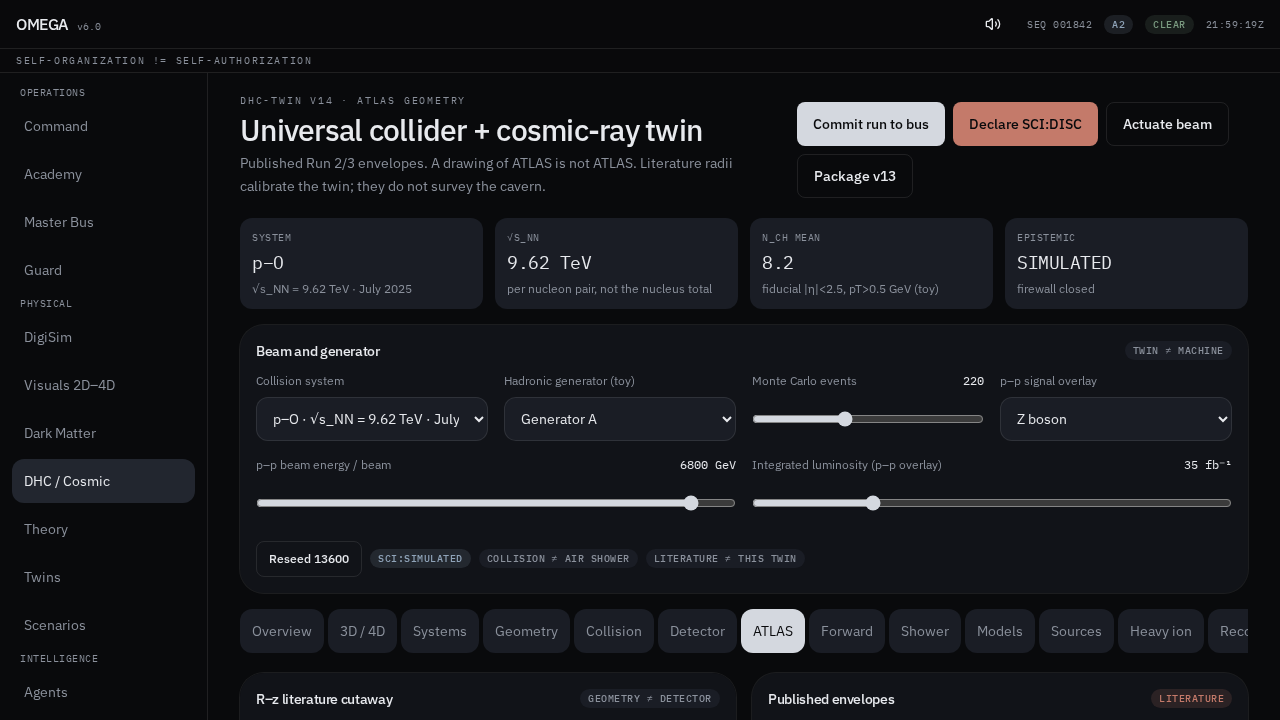 OMEGA v6.0
SEQ 001842 A2 CLEAR 21:59:19Z
SELF-ORGANIZATION != SELF-AUTHORIZATION
OPERATIONS
Command
Academy
Master Bus
Guard
PHYSICAL
DigiSim
Visuals 2D–4D
Dark Matter
DHC / Cosmic
Theory
Twins
Scenarios
INTELLIGENCE
Agents
DHC-TWIN V14 · ATLAS GEOMETRY
Universal collider + cosmic-ray twin
Published Run 2/3 envelopes. A drawing of ATLAS is not ATLAS. Literature radii
calibrate the twin; they do not survey the cavern.
Commit run to bus
Declare SCI:DISC
Actuate beam
Package v13
SYSTEM
p–O
√s_NN = 9.62 TeV · July 2025
√S_NN
9.62 TeV
per nucleon pair, not the nucleus total
N_CH MEAN
8.2
fiducial |η|<2.5, pT>0.5 GeV (toy)
EPISTEMIC
SIMULATED
firewall closed
Beam and generator
TWIN ≠ MACHINE
Collision system
p–O · √s_NN = 9.62 TeV · July
Hadronic generator (toy)
Generator A
Monte Carlo events 220
p–p signal overlay
Z boson
p–p beam energy / beam 6800 GeV
Integrated luminosity (p–p overlay) 35 fb⁻¹
Reseed 13600
SCI:SIMULATED
COLLISION ≠ AIR SHOWER
LITERATURE ≠ THIS TWIN
Overview
3D / 4D
Systems
Geometry
Collision
Detector
ATLAS
Forward
Shower
Models
Sources
Heavy ion
R–z literature cutaway
GEOMETRY ≠ DETECTOR
Published envelopes
LITERATURE